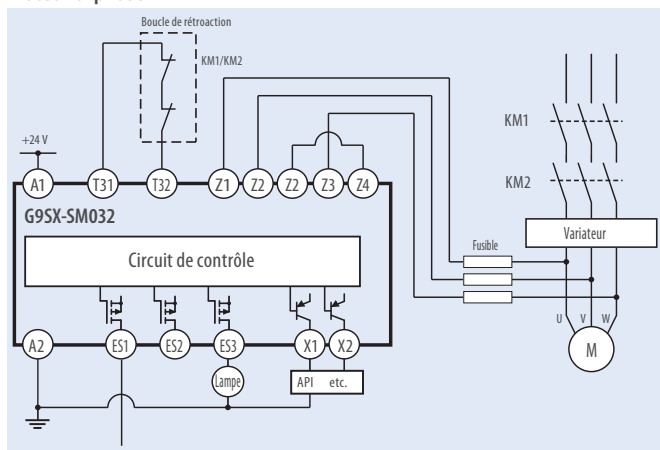 Boucle de rétroaction
KM1/KM2
+24 V
A1
T31
T32
Z1
Z2
Z2
Z3
Z4
KM1
KM2
G9SX-SM032
Circuit de contrôle
Fusible
Variateur
U
V
W
M
A2
ES1
ES2
ES3
X1
X2
Lampe
API etc.